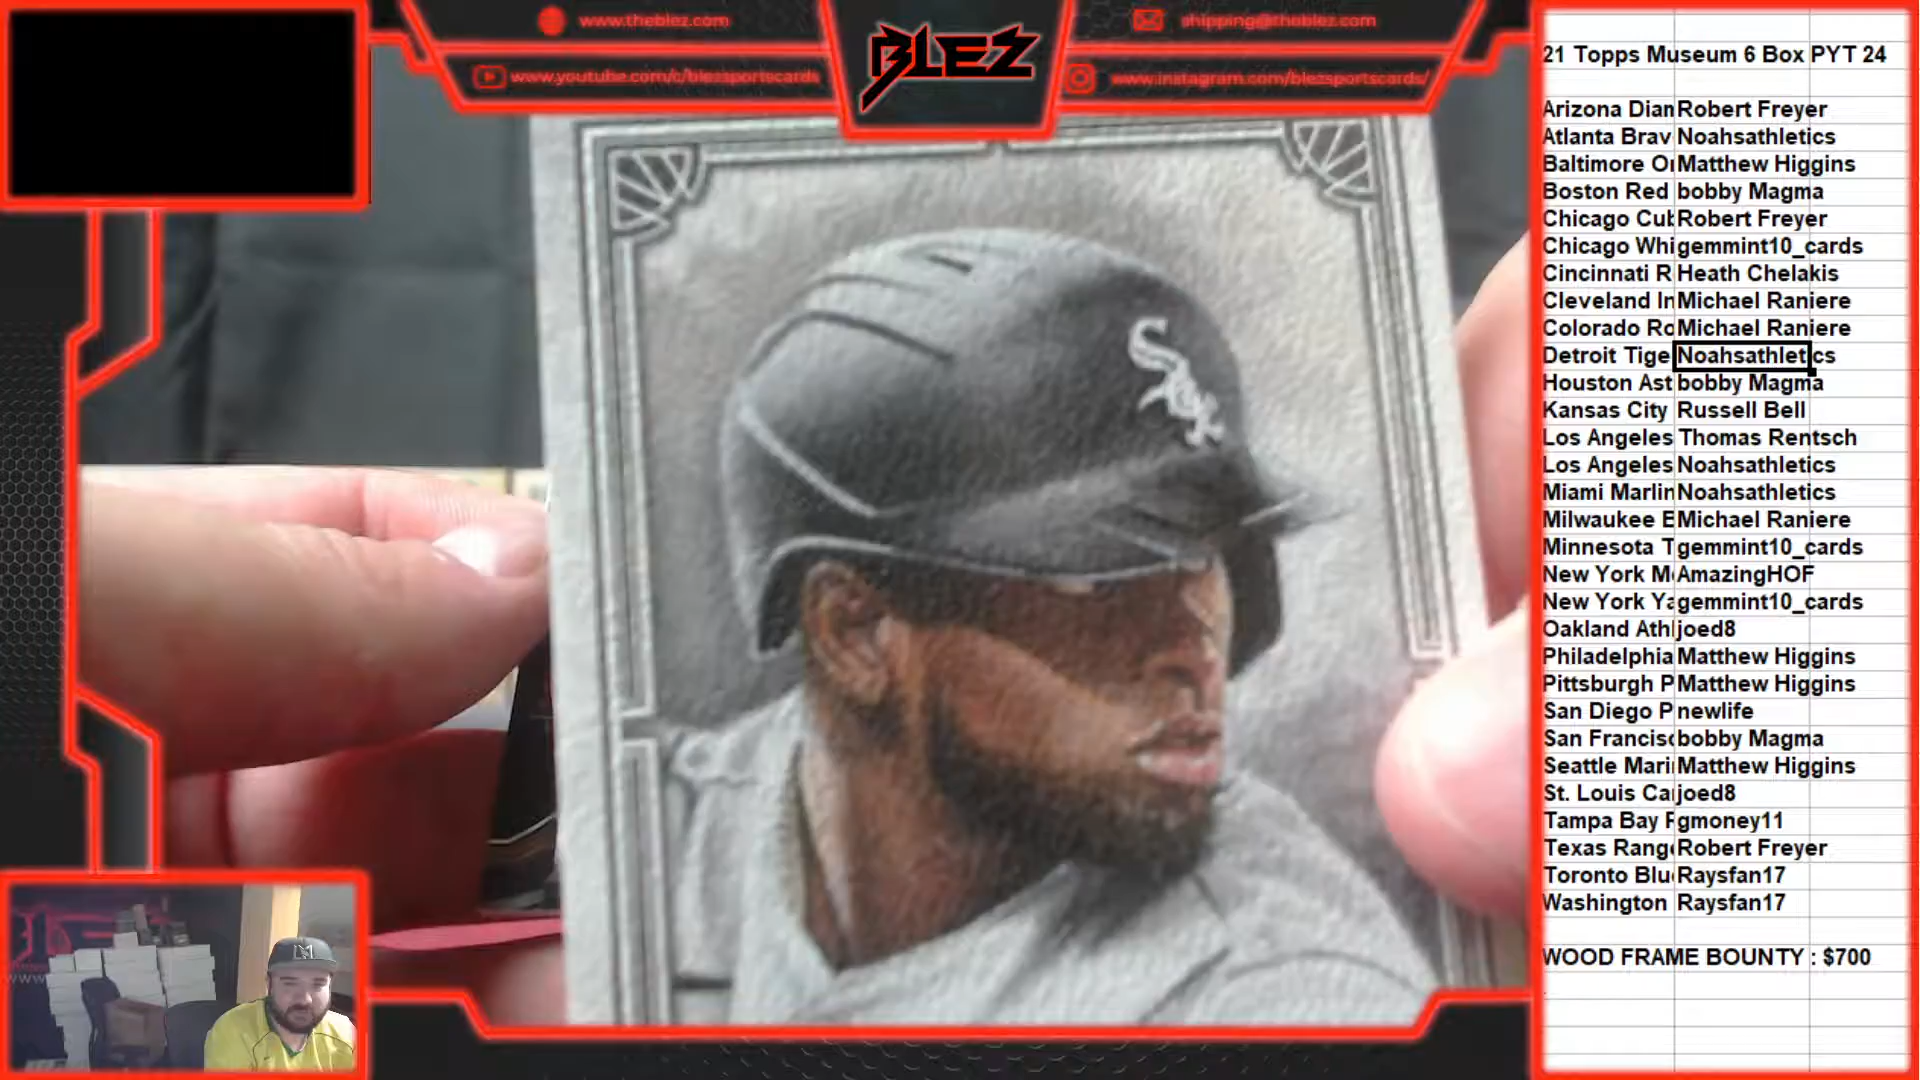 www.theblez.com
BLEZ
shipping@theblez.com
www.youtube.com/c/blezsportscards
www.instagram.com/blezsportscards/
Sox
21 Topps Museum 6 Box PYT 24
Arizona Dian Robert Freyer
Atlanta Brav Noahsathletics
Baltimore Or Matthew Higgins
Boston Red bobby Magma
Chicago Cub Robert Freyer
Chicago Whi gemmint10_cards
Cincinnati R Heath Chelakis
Cleveland In Michael Raniere
Colorado Ro Michael Raniere
Detroit Tige Noahsathletics
Houston Ast bobby Magma
Kansas City Russell Bell
Los Angeles Thomas Rentsch
Los Angeles Noahsathletics
Miami Marlin Noahsathletics
Milwaukee B Michael Raniere
Minnesota T gemmint10_cards
New York M AmazingHOF
New York Ya gemmint10_cards
Oakland Athl joed8
Philadelphia Matthew Higgins
Pittsburgh P Matthew Higgins
San Diego P newlife
San Francisc bobby Magma
Seattle Mari Matthew Higgins
St. Louis Car joed8
Tampa Bay R gmoney11
Texas Range Robert Freyer
Toronto Blue Raysfan17
Washington Raysfan17
WOOD FRAME BOUNTY : $700